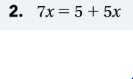 2. 7x = 5 + 5x